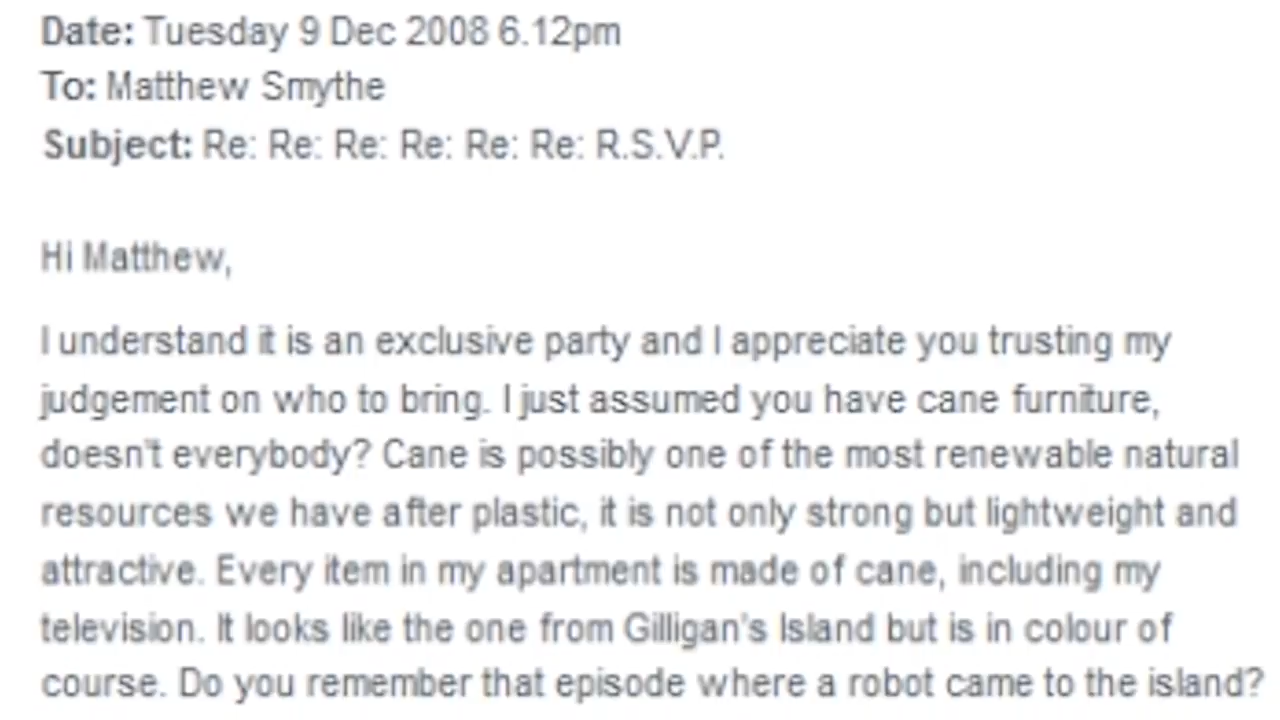 Date: Tuesday 9 Dec 2008 6.12pm
To: Matthew Smythe
Subject: Re: Re: Re: Re: Re: Re: R.S.V.P.
Hi Matthew,
I understand it is an exclusive party and I appreciate you trusting my
judgement on who to bring. I just assumed you have cane furniture,
doesn't everybody? Cane is possibly one of the most renewable natural
resources we have after plastic, it is not only strong but lightweight and
attractive. Every item in my apartment is made of cane, including my
television. It looks like the one from Gilligan's Island but is in colour of
course. Do you remember that episode where a robot came to the island?